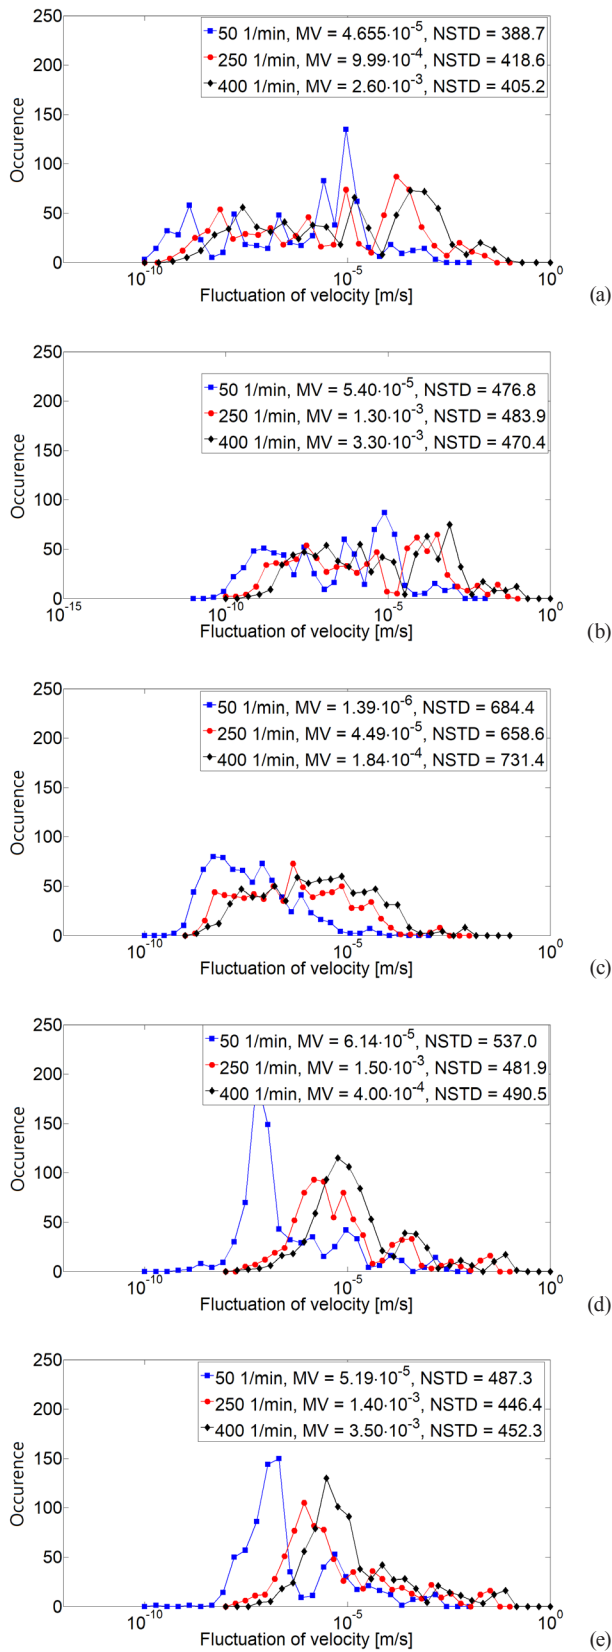 250
200
150
100
50
0
Occurence
50 1/min, MV = 4.655·10^-5, NSTD = 388.7
250 1/min, MV = 9.99·10^-4, NSTD = 418.6
400 1/min, MV = 2.60·10^-3, NSTD = 405.2
10^-10 10^-5 10^0
Fluctuation of velocity [m/s]
(a)
250
200
150
100
50
0
Occurence
50 1/min, MV = 5.40·10^-5, NSTD = 476.8
250 1/min, MV = 1.30·10^-3, NSTD = 483.9
400 1/min, MV = 3.30·10^-3, NSTD = 470.4
10^-15 10^-10 10^-5 10^0
Fluctuation of velocity [m/s]
(b)
250
200
150
100
50
0
Occurence
50 1/min, MV = 1.39·10^-6, NSTD = 684.4
250 1/min, MV = 4.49·10^-5, NSTD = 658.6
400 1/min, MV = 1.84·10^-4, NSTD = 731.4
10^-10 10^-5 10^0
Fluctuation of velocity [m/s]
(c)
250
200
150
100
50
0
Occurence
50 1/min, MV = 6.14·10^-5, NSTD = 537.0
250 1/min, MV = 1.50·10^-3, NSTD = 481.9
400 1/min, MV = 4.00·10^-4, NSTD = 490.5
10^-10 10^-5 10^0
Fluctuation of velocity [m/s]
(d)
250
200
150
100
50
0
Occurence
50 1/min, MV = 5.19·10^-5, NSTD = 487.3
250 1/min, MV = 1.40·10^-3, NSTD = 446.4
400 1/min, MV = 3.50·10^-3, NSTD = 452.3
10^-10 10^-5 10^0
Fluctuation of velocity [m/s]
(e)